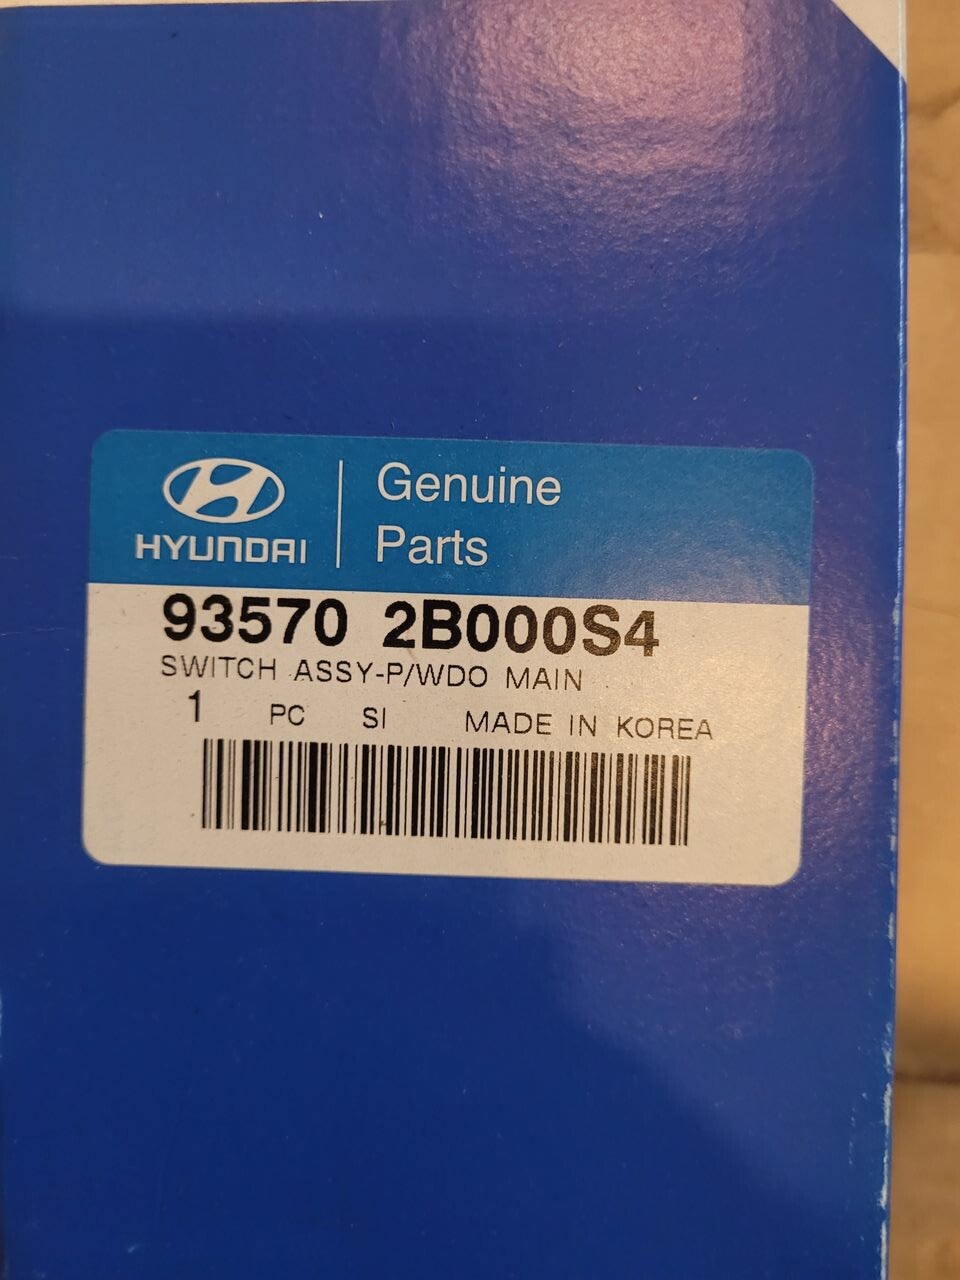 HYUNDAI
Genuine
Parts
93570 2B000S4
SWITCH ASSY-P/WDO MAIN
1 PC SI MADE IN KOREA